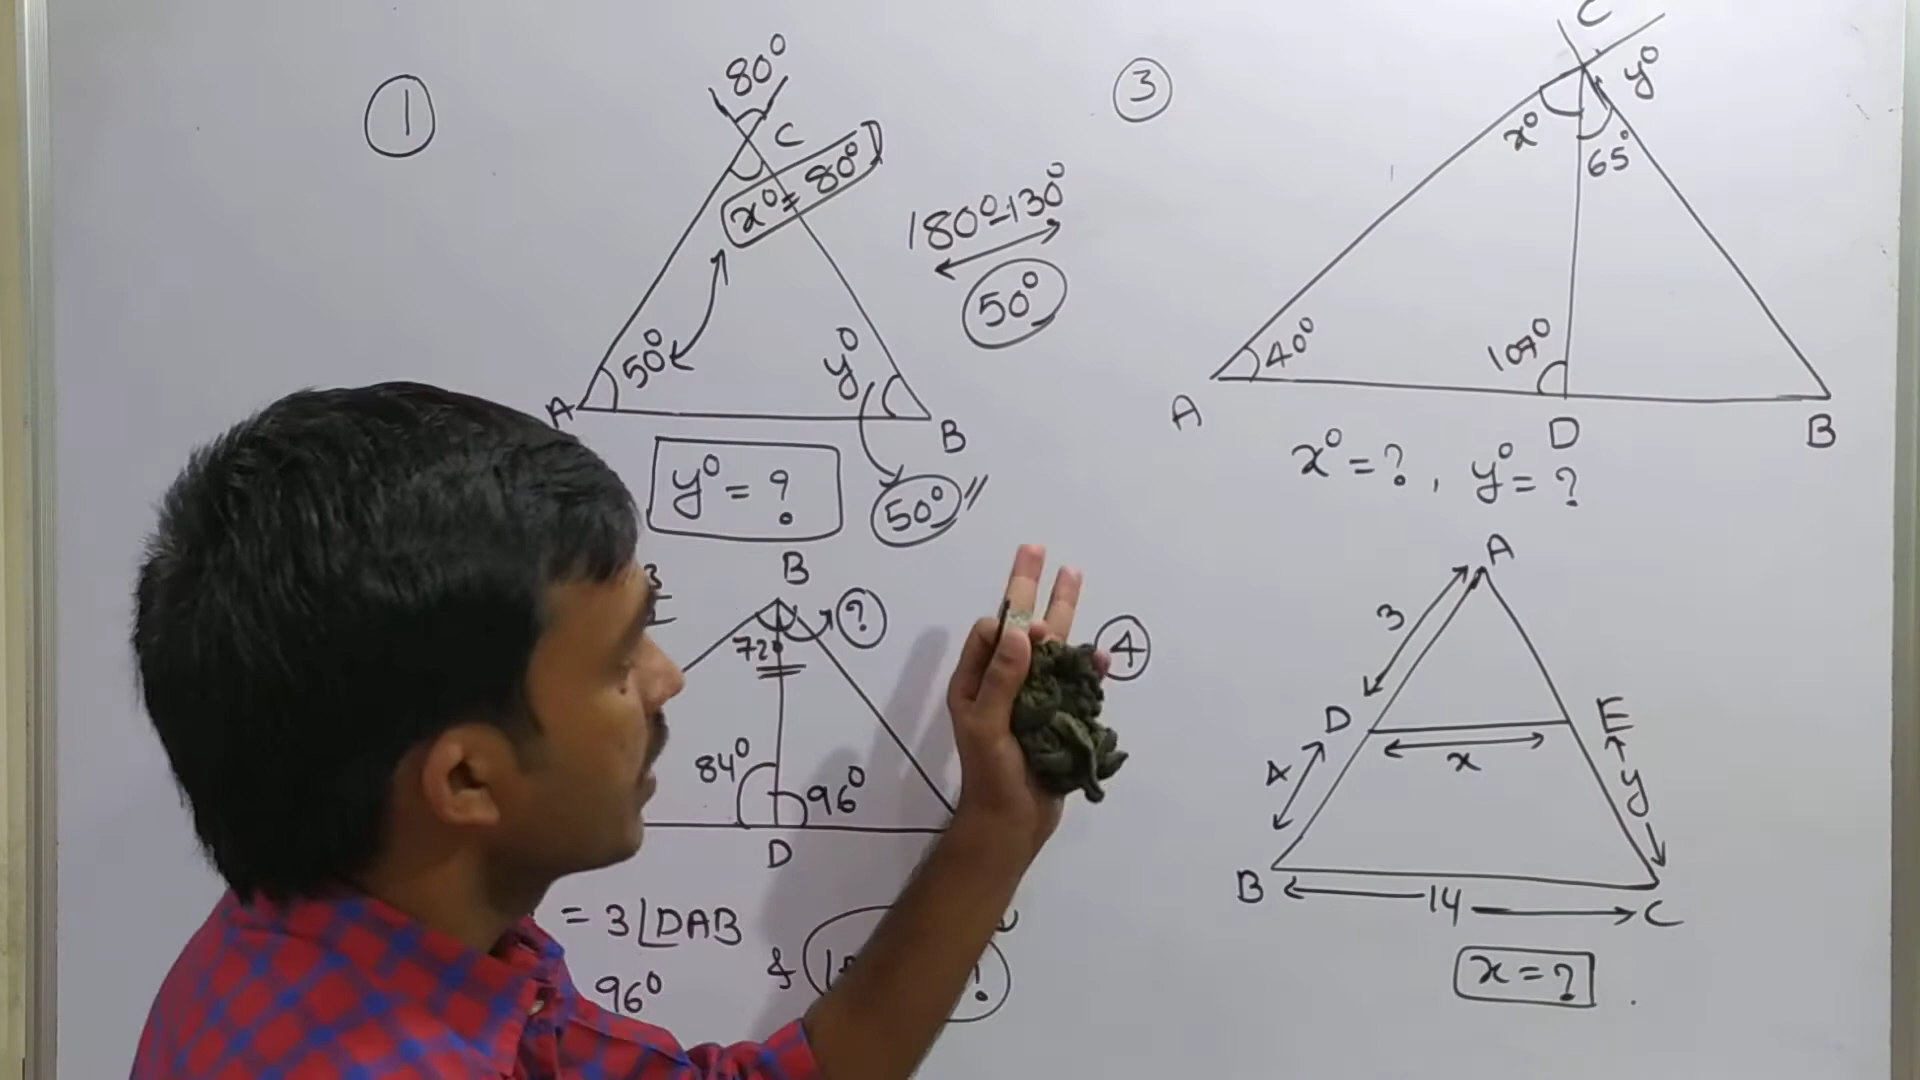 1
80°
C
x° = 80°
50°
y°
A
B
180° - 130°
50°
y° = ?
50°
B
?
72°
84°
96°
D
= 3∠DAB
96°
&
?
3
C
y°
x°
65°
40°
A
D
B
x° = ?, y° = ?
4
A
3
D
E
x
4
y
B
14
C
x = ?